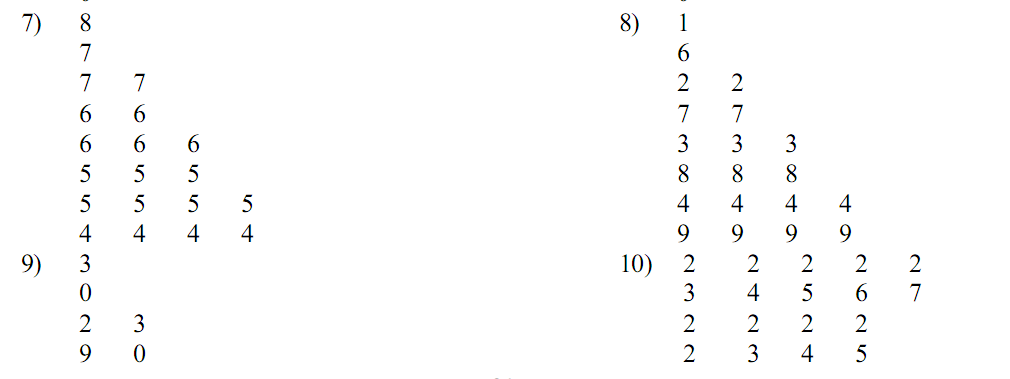 7) 8
7
7 7
6 6
6 6 6
5 5 5
5 5 5 5
4 4 4 4
9) 3
0
2 3
9 0
8) 1
6
2 2
7 7
3 3 3
8 8 8
4 4 4 4
9 9 9 9
10) 2 2 2 2 2
3 4 5 6 7
2 2 2 2
2 3 4 5